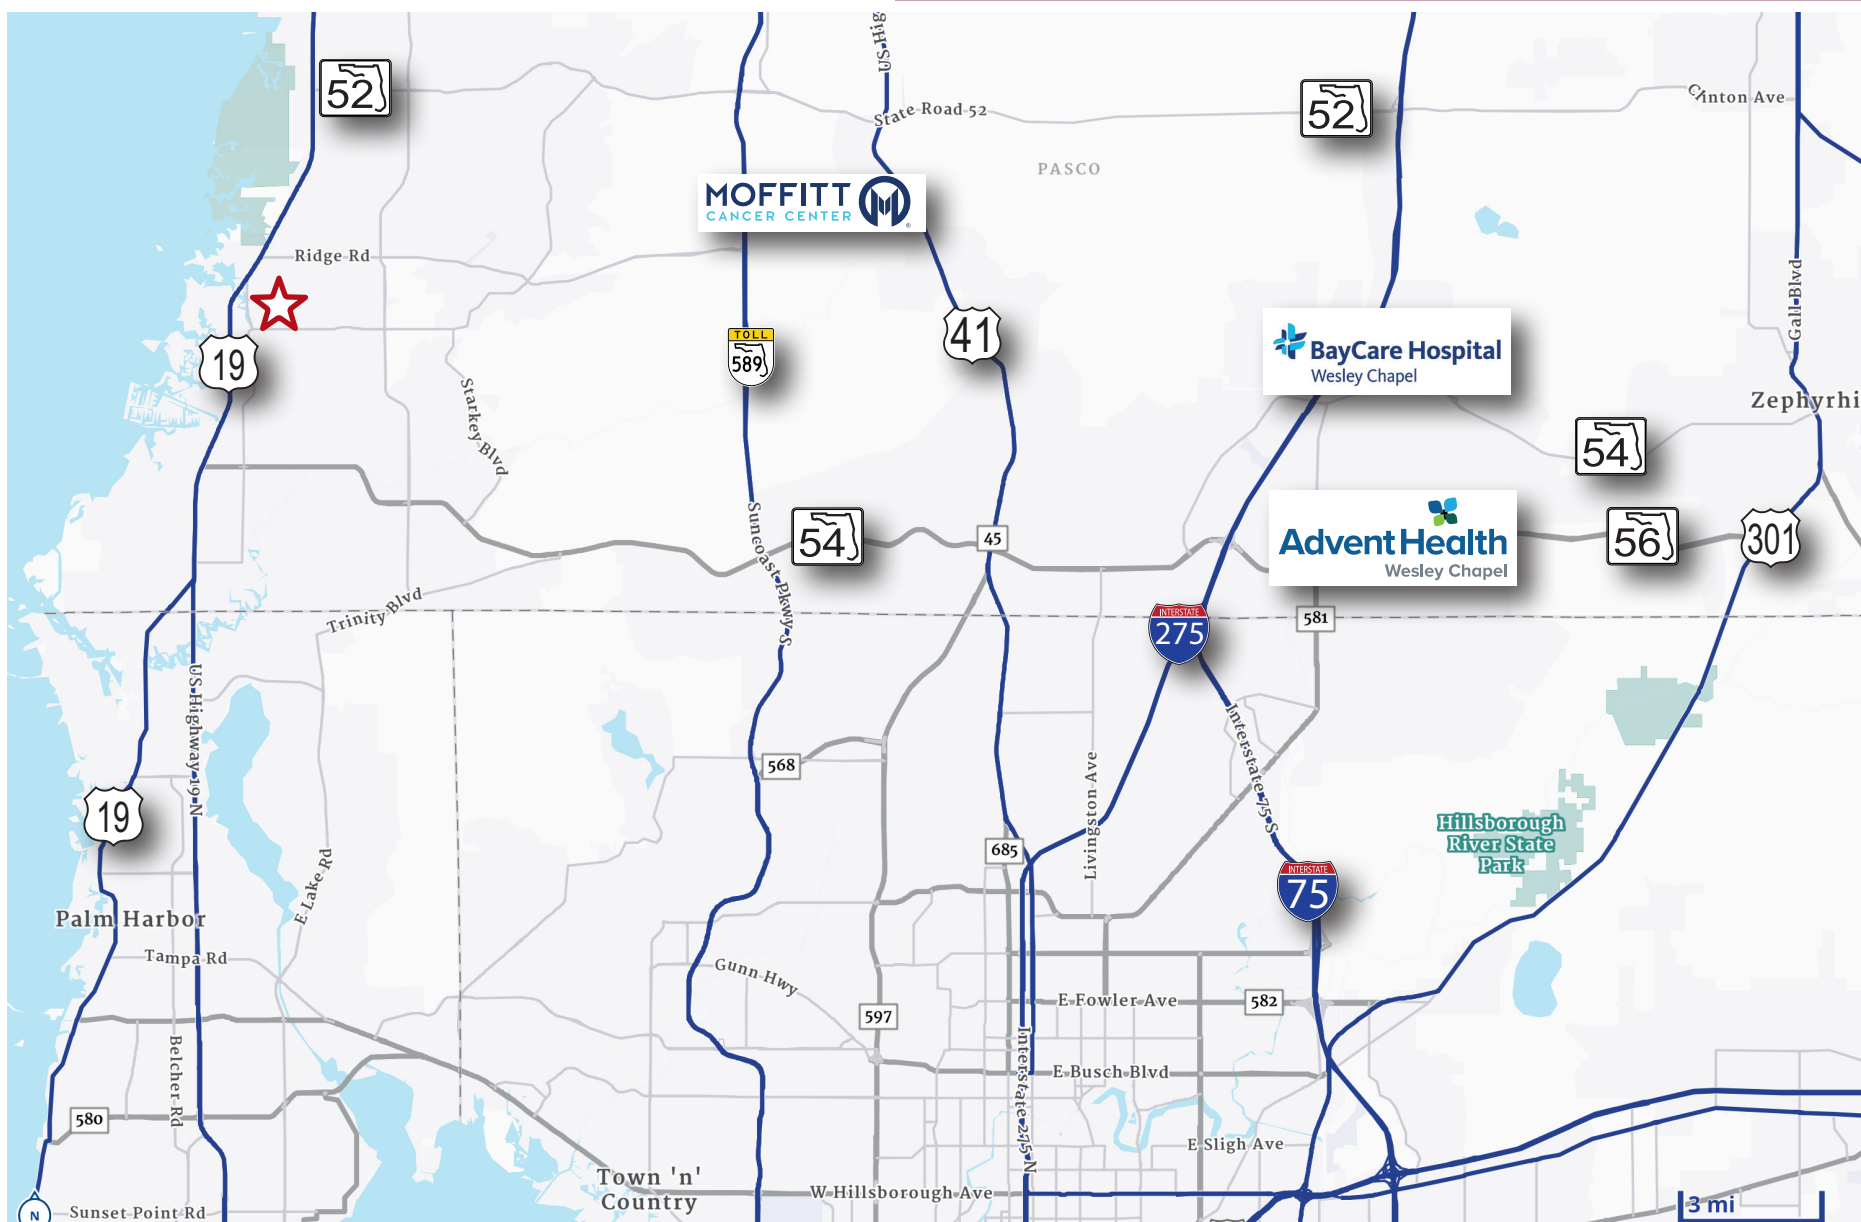 US Hig
52
State Road 52
52
Clinton Ave
PASCO
MOFFITT
CANCER CENTER
Ridge Rd
Gall Blvd
19
TOLL
589
41
BayCare Hospital
Wesley Chapel
Starkey Blvd
Zephyrhi
54
Suncoast Pkwy S
54
45
AdventHealth
Wesley Chapel
56
301
Trinity Blvd
INTERSTATE
275
581
US Highway 19 N
Interstate 75 S
568
Livingston Ave
19
685
Hillsborough
River State
Park
E Lake Rd
INTERSTATE
75
Palm Harbor
Tampa Rd
Gunn Hwy
E Fowler Ave
582
597
Belcher Rd
Interstate 275 N
E Busch Blvd
580
E Sligh Ave
Town 'n'
Country
W Hillsborough Ave
N
Sunset Point Rd
3 mi